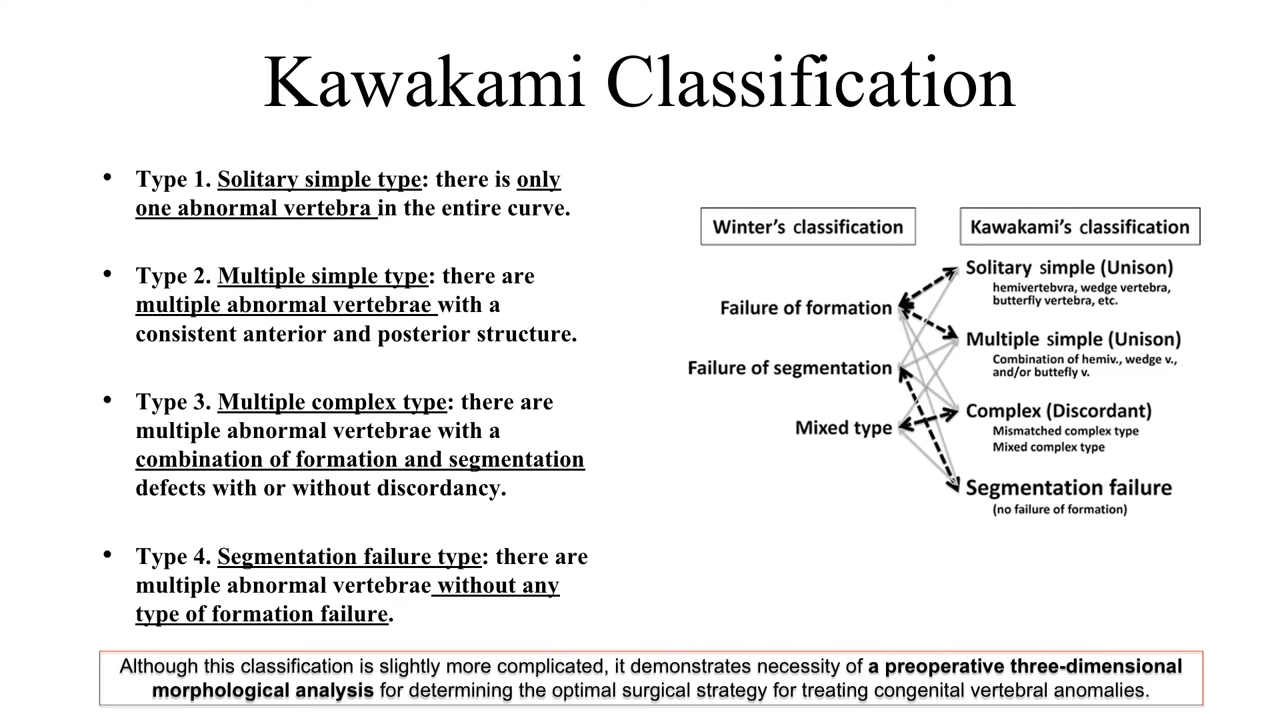 Kawakami Classification
• Type 1. Solitary simple type: there is only
one abnormal vertebra in the entire curve.
• Type 2. Multiple simple type: there are
multiple abnormal vertebrae with a
consistent anterior and posterior structure.
• Type 3. Multiple complex type: there are
multiple abnormal vertebrae with a
combination of formation and segmentation
defects with or without discordancy.
• Type 4. Segmentation failure type: there are
multiple abnormal vertebrae without any
type of formation failure.
Winter's classification
Failure of formation
Failure of segmentation
Mixed type
Kawakami's classification
Solitary simple (Unison)
hemivertebvra, wedge vertebra,
butterfly vertebra, etc.
Multiple simple (Unison)
Combination of hemiv., wedge v.,
and/or buttefly v.
Complex (Discordant)
Mismatched complex type
Mixed complex type
Segmentation failure
(no failure of formation)
Although this classification is slightly more complicated, it demonstrates necessity of a preoperative three-dimensional
morphological analysis for determining the optimal surgical strategy for treating congenital vertebral anomalies.